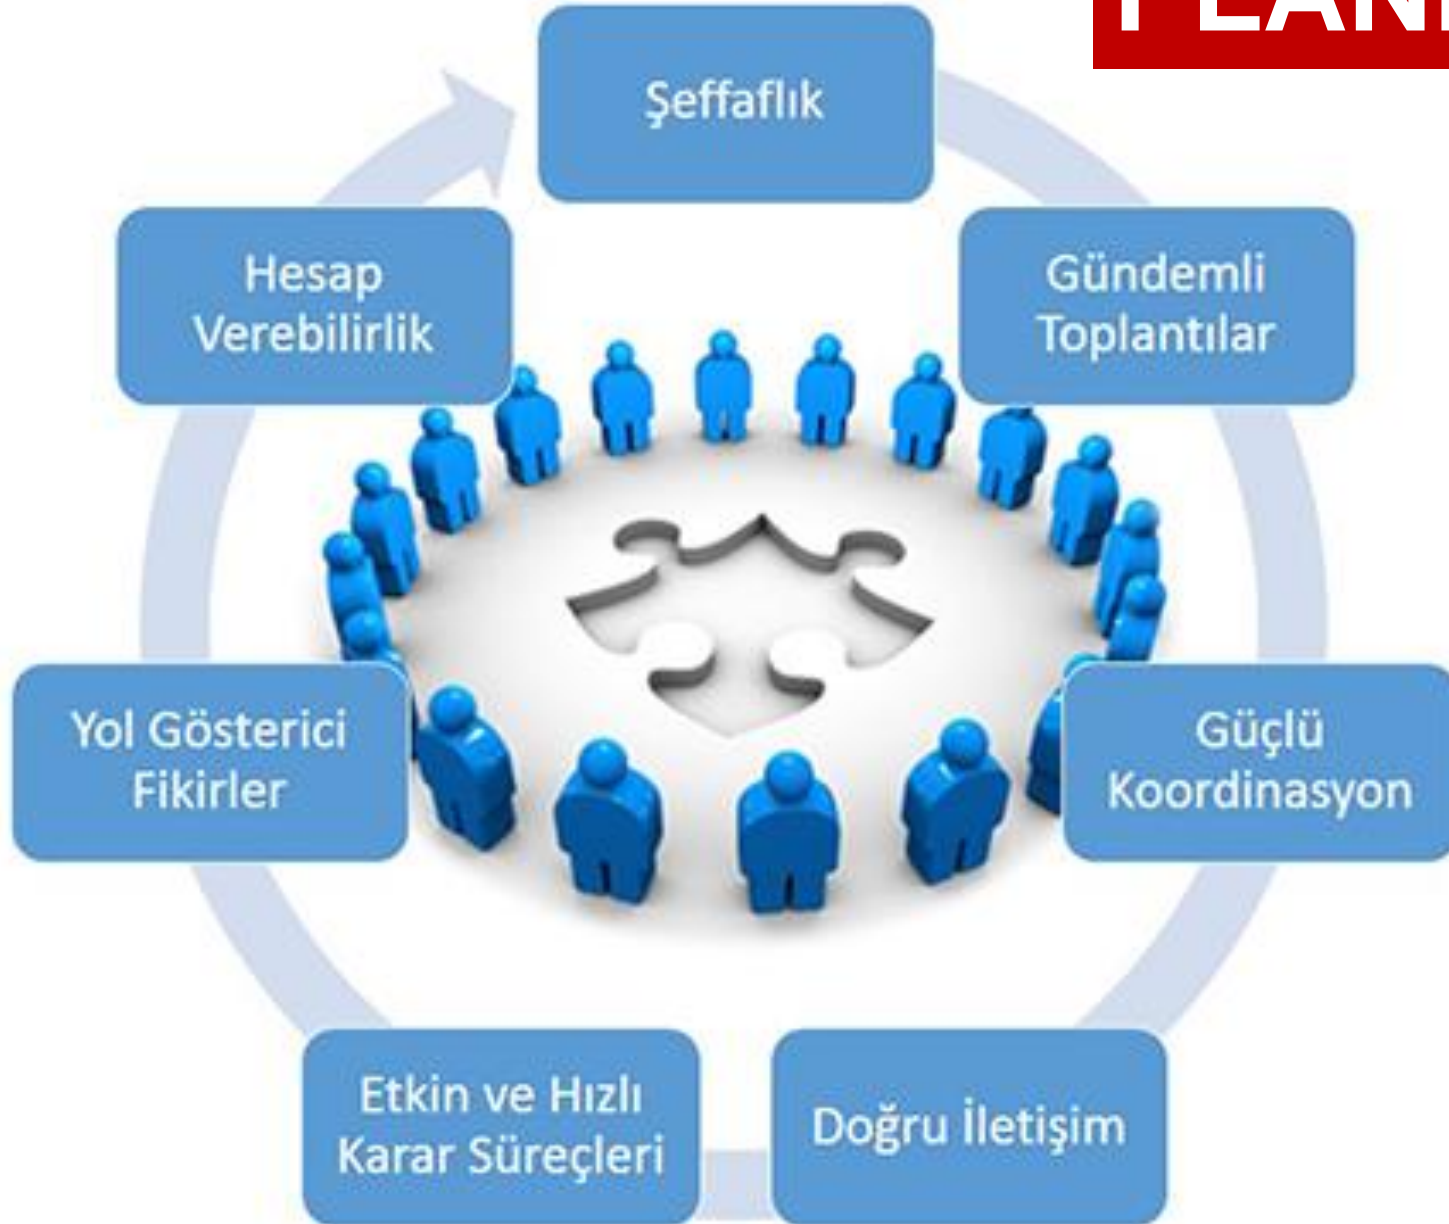 Şeffaflık
Gündemli
Toplantılar
Güçlü
Koordinasyon
Doğru İletişim
Etkin ve Hızlı
Karar Süreçleri
Yol Gösterici
Fikirler
Hesap
Verebilirlik